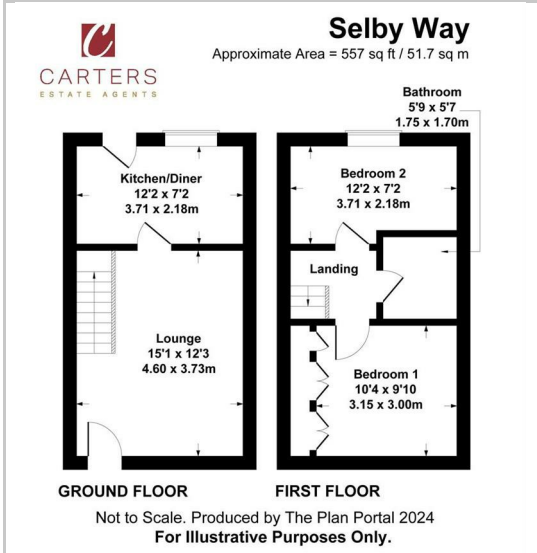 Selby Way
Approximate Area = 557 sq ft / 51.7 sq m
C
CARTERS
ESTATE AGENTS
Bathroom
5'9 x 5'7
1.75 x 1.70m
Kitchen/Diner
12'2 x 7'2
3.71 x 2.18m
Bedroom 2
12'2 x 7'2
3.71 x 2.18m
Landing
Lounge
15'1 x 12'3
4.60 x 3.73m
Bedroom 1
10'4 x 9'10
3.15 x 3.00m
GROUND FLOOR
FIRST FLOOR
Not to Scale. Produced by The Plan Portal 2024
For Illustrative Purposes Only.